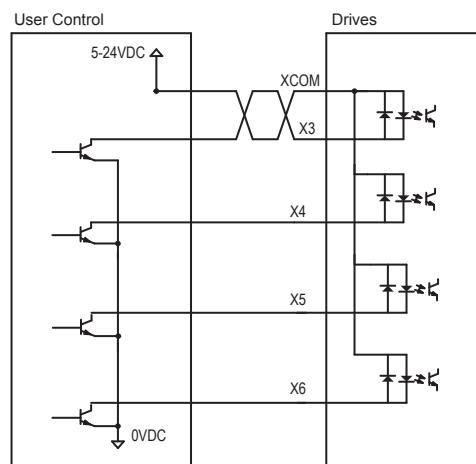 User Control
Drives
5-24VDC
XCOM
X3
X4
X5
X6
0VDC